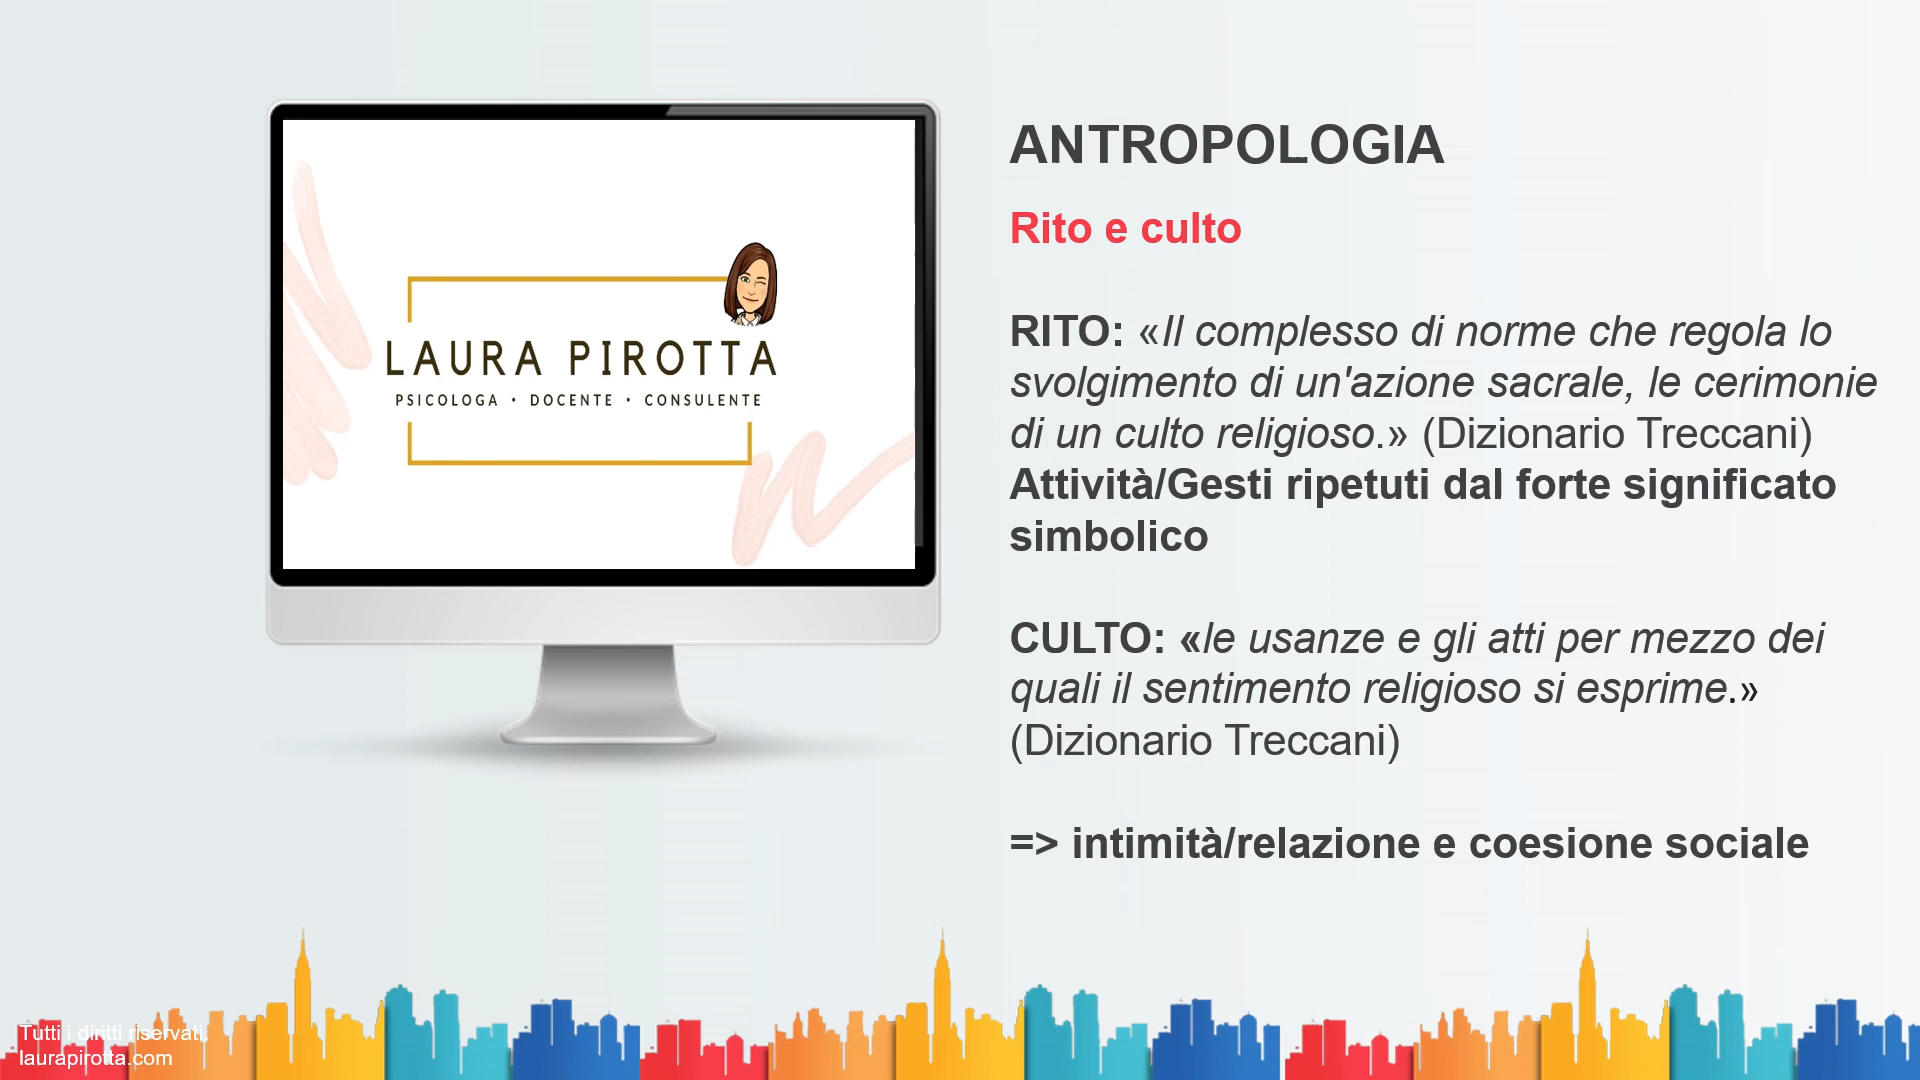 LAURA PIROTTA
PSICOLOGA • DOCENTE • CONSULENTE
ANTROPOLOGIA
Rito e culto
RITO: «Il complesso di norme che regola lo
svolgimento di un'azione sacrale, le cerimonie
di un culto religioso.» (Dizionario Treccani)
Attività/Gesti ripetuti dal forte significato
simbolico
CULTO: «le usanze e gli atti per mezzo dei
quali il sentimento religioso si esprime.»
(Dizionario Treccani)
=> intimità/relazione e coesione sociale
Tutti i diritti riservati.
laurapirotta.com